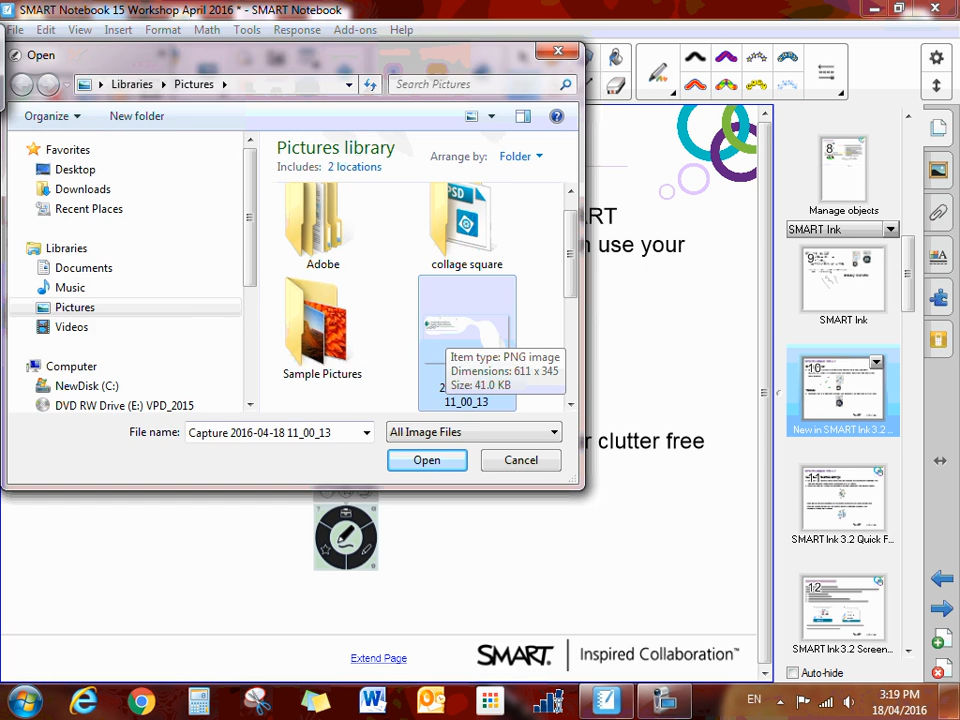 SMART Notebook 15 Workshop April 2016 * - SMART Notebook
File Edit View Insert Format Math Tools Response Add-ons Help
Open
Libraries Pictures
Search Pictures
Organize New folder
Favorites
Desktop
Downloads
Recent Places
Libraries
Documents
Music
Pictures
Videos
Computer
NewDisk (C:)
DVD RW Drive (E:) VPD_2015
Pictures library
Includes: 2 locations
Arrange by: Folder
PSD
Adobe
collage square
Sample Pictures
Item type: PNG image
Dimensions: 611 x 345
Size: 41.0 KB
11_00_13
File name: Capture 2016-04-18 11_00_13
All Image Files
Open Cancel
RT
use your
clutter free
Extend Page
SMART Inspired Collaboration™
8
Manage objects
SMART Ink
9
SMART Ink
10
New in SMART Ink 3.2 ...
11
SMART Ink 3.2 Quick F...
12
SMART Ink 3.2 Screen...
Auto-hide
EN
3:19 PM
18/04/2016